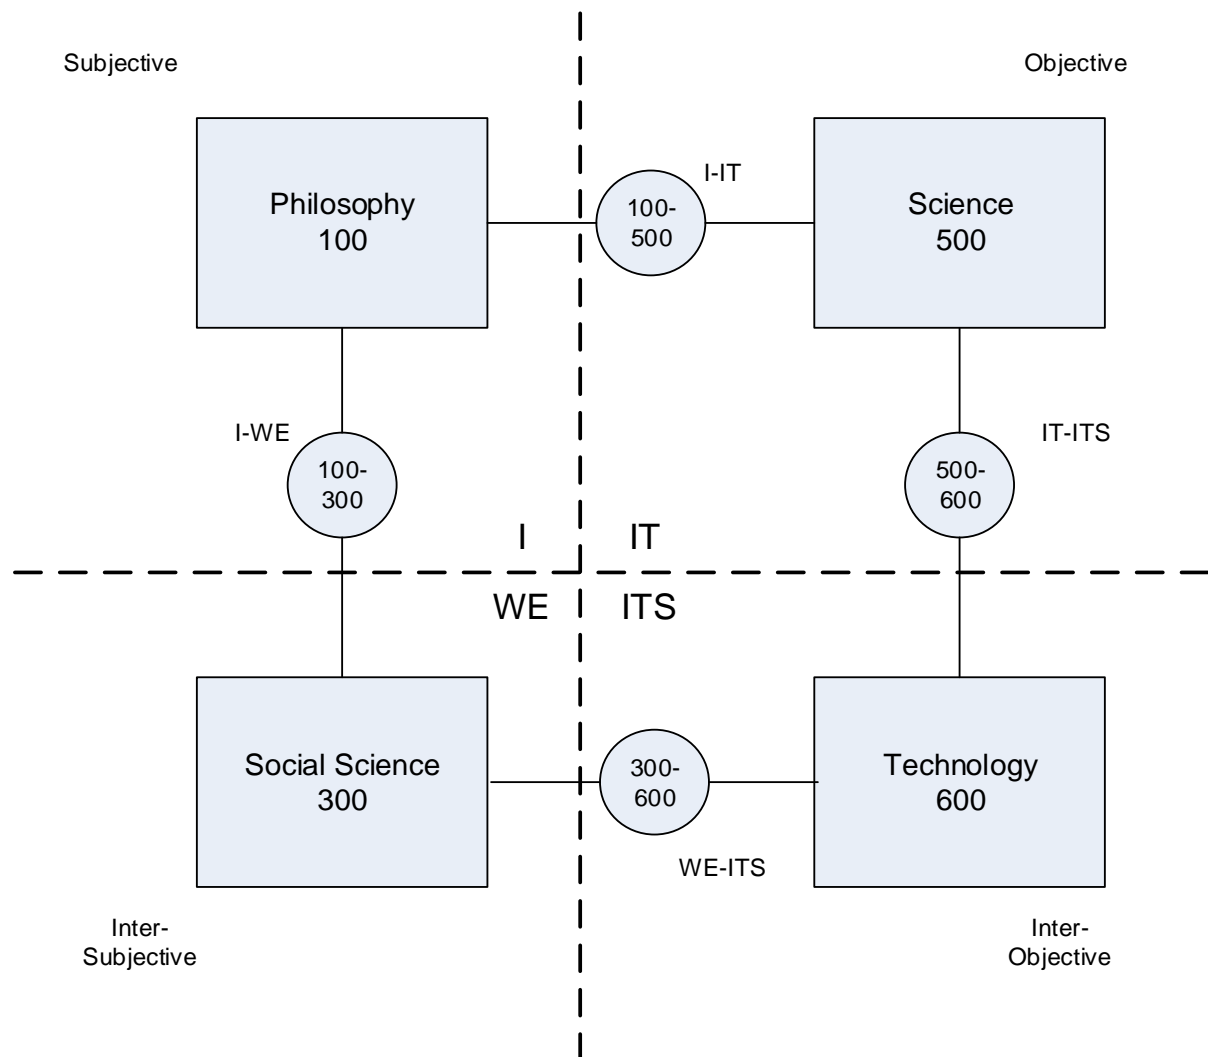 Subjective
Objective
Philosophy
100
I-IT
100-
500
Science
500
I-WE
100-
300
IT-ITS
500-
600
I
IT
WE
ITS
Social Science
300
300-
600
WE-ITS
Technology
600
Inter-
Subjective
Inter-
Objective